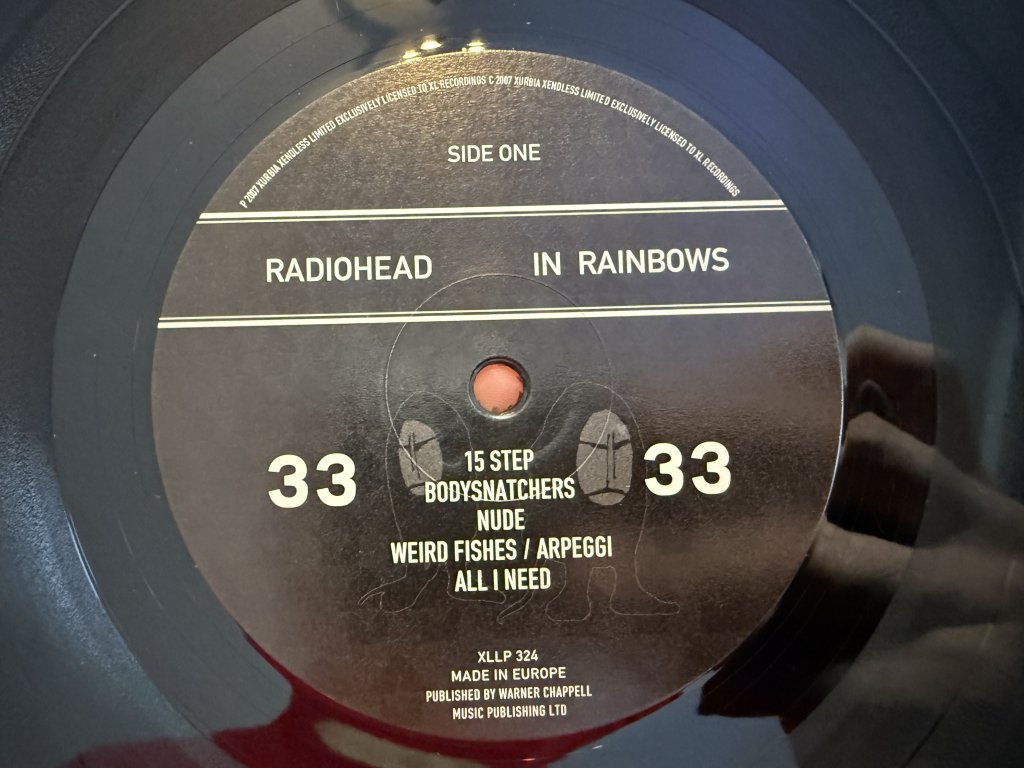 P 2007 XURBIA XENDLESS LIMITED EXCLUSIVELY LICENSED TO XL RECORDINGS C 2007 XURBIA XENDLESS LIMITED EXCLUSIVELY LICENSED TO XL RECORDINGS
SIDE ONE
RADIOHEAD IN RAINBOWS
33 33
15 STEP
BODYSNATCHERS
NUDE
WEIRD FISHES / ARPEGGI
ALL I NEED
XLLP 324
MADE IN EUROPE
PUBLISHED BY WARNER CHAPPELL
MUSIC PUBLISHING LTD